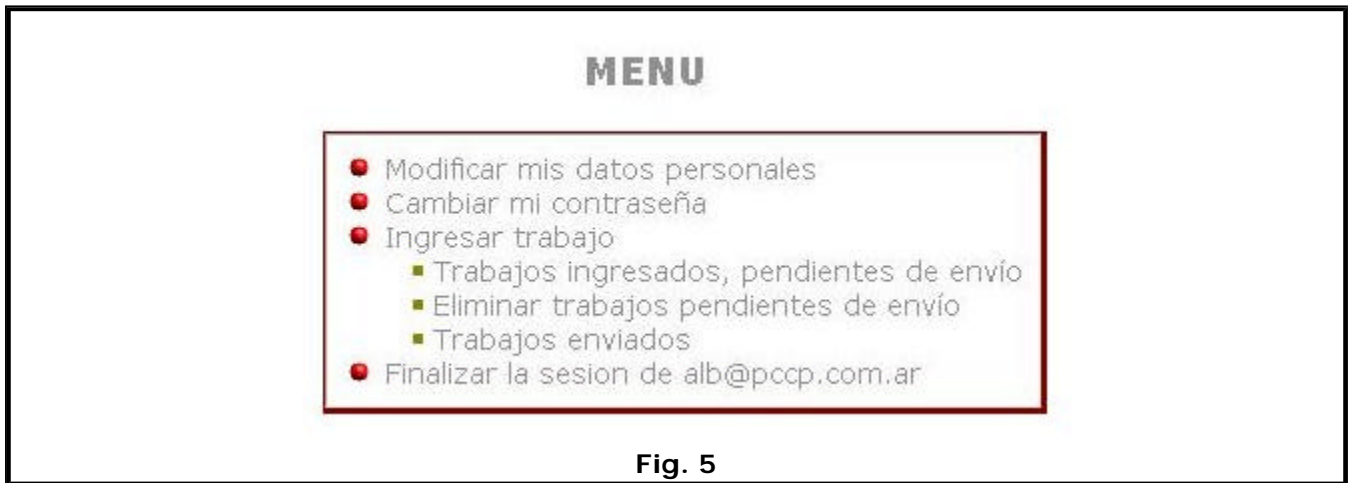 MENU
Modificar mis datos personales
Cambiar mi contraseña
Ingresar trabajo
Trabajos ingresados, pendientes de envío
Eliminar trabajos pendientes de envío
Trabajos enviados
Finalizar la sesion de alb@pccp.com.ar
Fig. 5